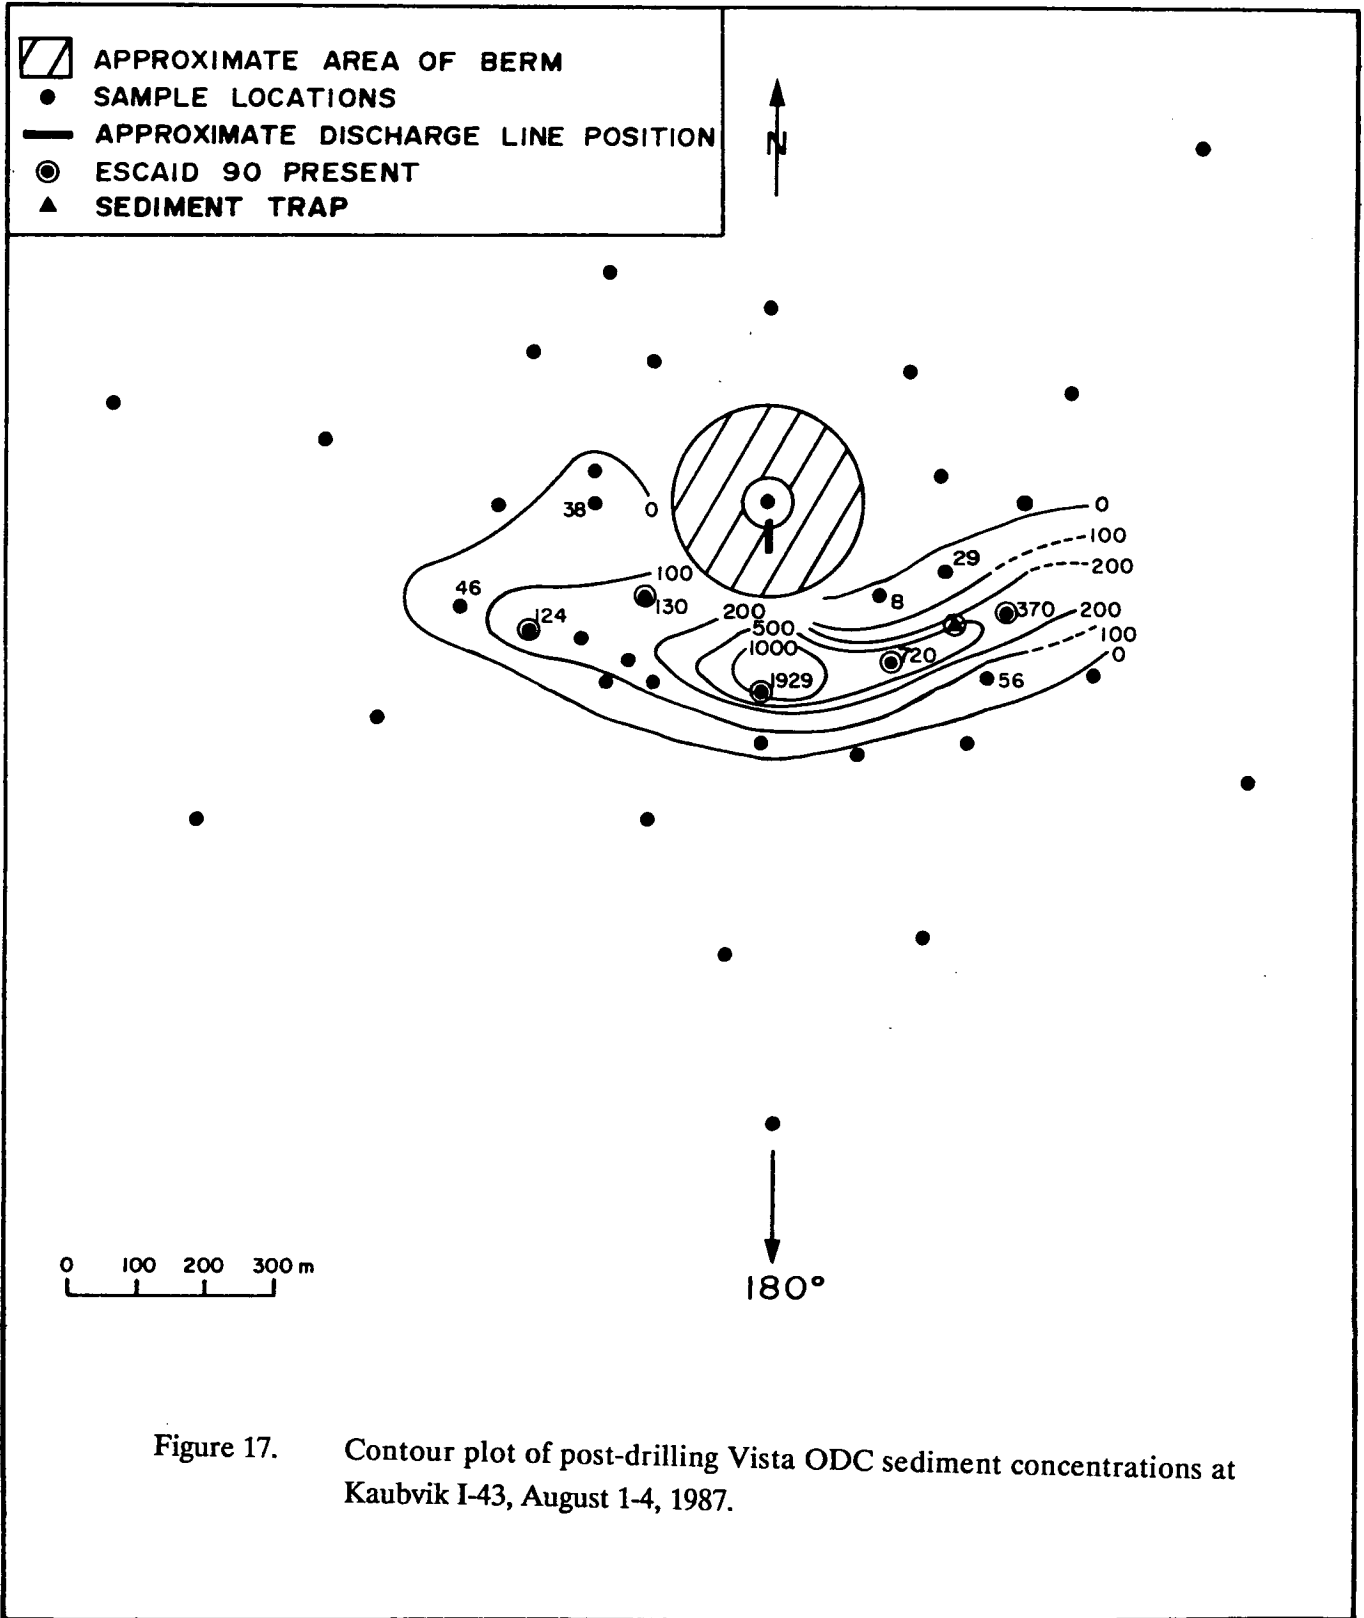 APPROXIMATE AREA OF BERM
SAMPLE LOCATIONS
APPROXIMATE DISCHARGE LINE POSITION
ESCAID 90 PRESENT
SEDIMENT TRAP
N
38
0
0
100
29
200
46
100
8
130
124
200
370
200
500
100
1000
720
0
1929
56
0 100 200 300 m
180°
Figure 17. Contour plot of post-drilling Vista ODC sediment concentrations at
Kaubvik I-43, August 1-4, 1987.